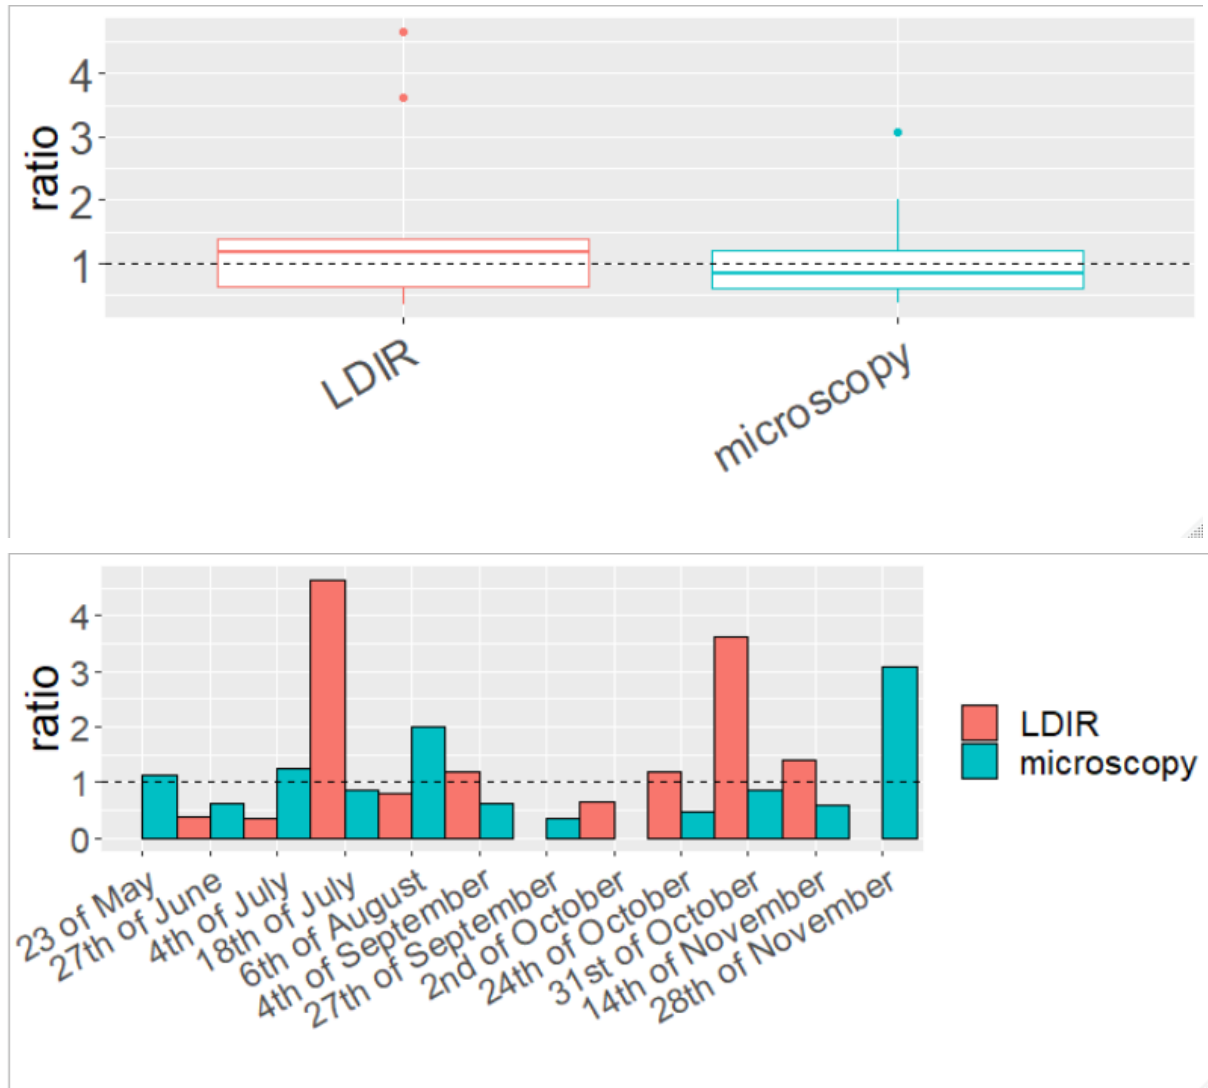 ratio
4
3
2
1
LDIR
microscopy
ratio
4
3
2
1
0
23 of May
27th of June
4th of July
18th of July
6th of August
4th of September
27th of September
2nd of October
24th of October
31st of October
14th of November
28th of November
LDIR
microscopy